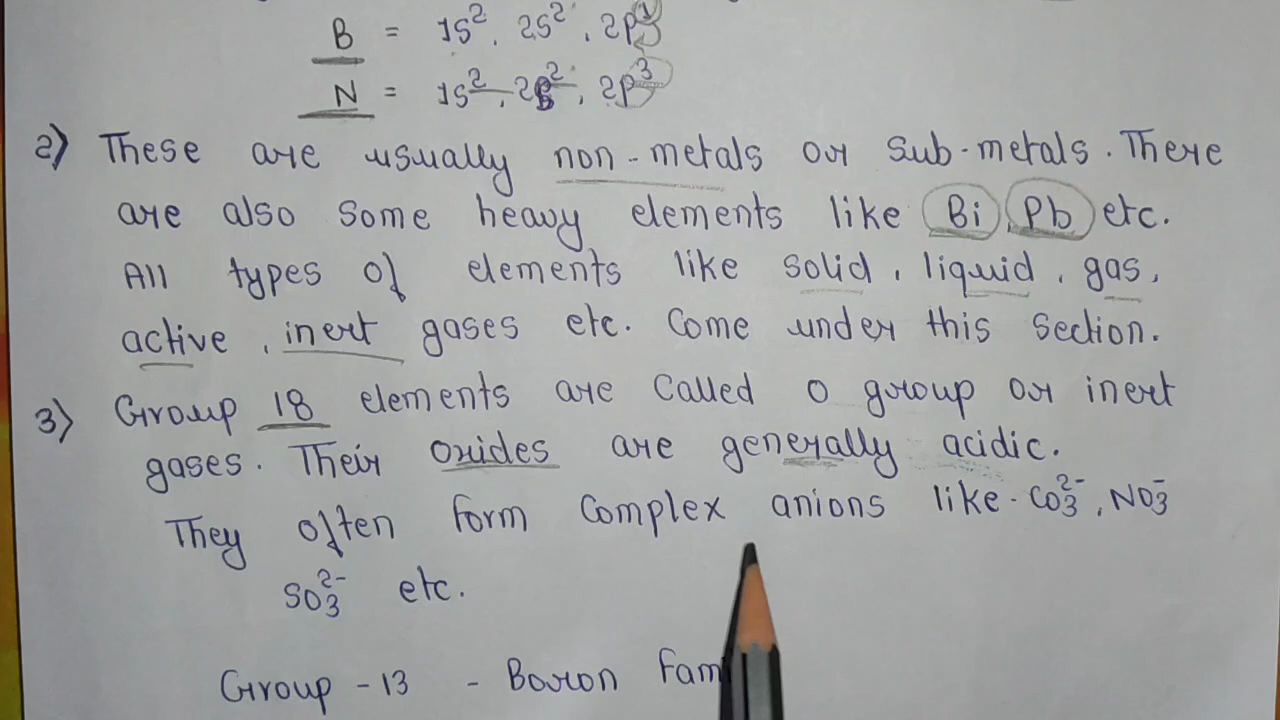 B = 1s², 2s², 2p¹
N = 1s², 2s², 2p³
2) These are usually non-metals or sub-metals. There
are also some heavy elements like Bi, Pb etc.
All types of elements like solid, liquid, gas,
active, inert gases etc. come under this section.
3) Group 18 elements are called 0 group or inert
gases. Their oxides are generally acidic.
They often form complex anions like - CO₃²⁻, NO₃⁻
SO₃²⁻ etc.
Group - 13 - Boron Fam